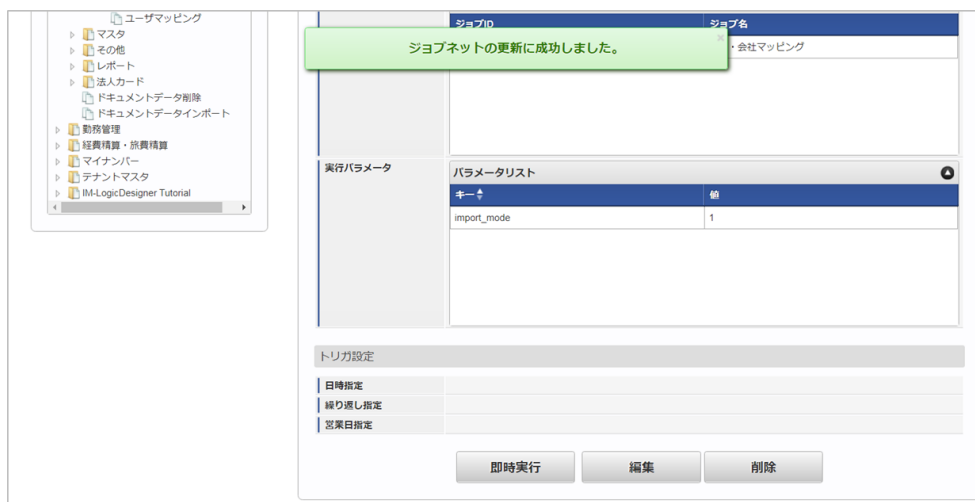 ユーザマッピング
マスタ
その他
レポート
法人カード
ドキュメントデータ削除
ドキュメントデータインポート
勤務管理
経費精算・旅費精算
マイナンバー
テナントマスタ
IM-LogicDesigner Tutorial
ジョブID ジョブ名
ジョブネットの更新に成功しました。 ×
・会社マッピング
実行パラメータ
パラメータリスト
キー 値
import_mode 1
トリガ設定
日時指定
繰り返し指定
営業日指定
即時実行 編集 削除